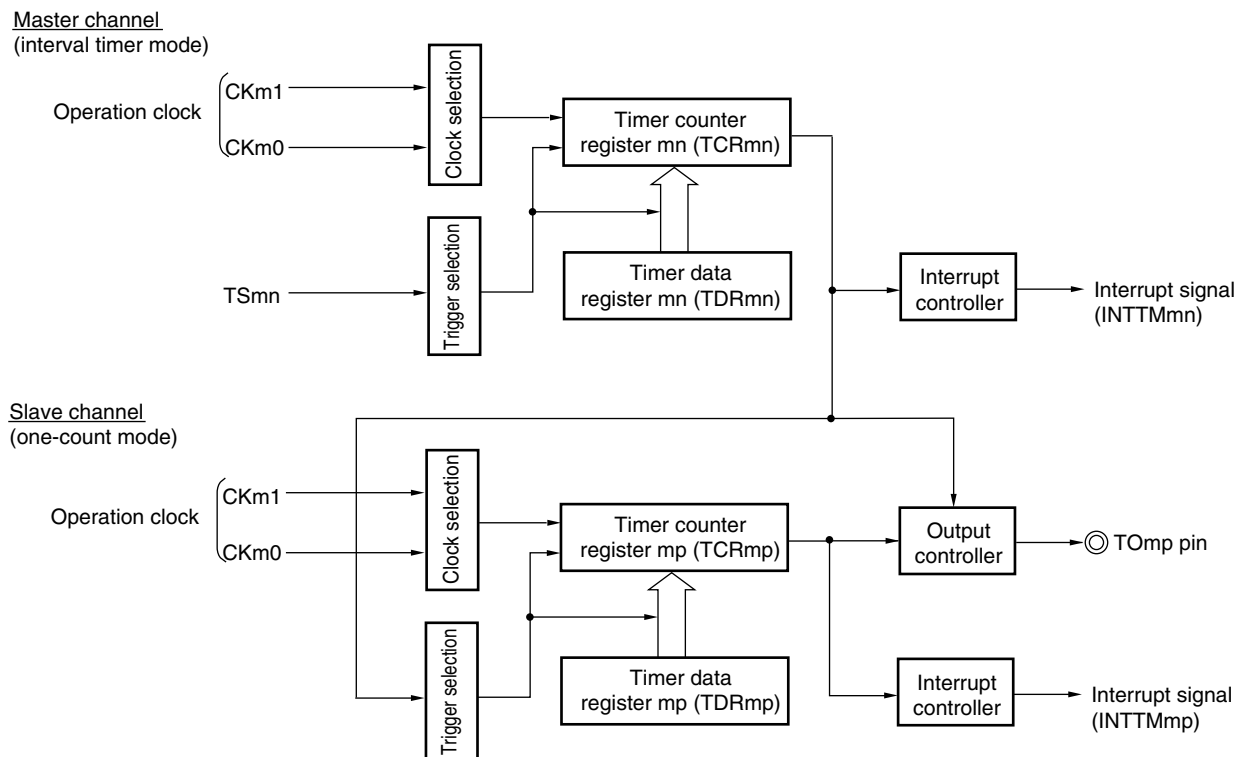 Master channel
(interval timer mode)
Operation clock
CKm1
CKm0
Clock selection
Timer counter
register mn (TCRmn)
TSmn
Trigger selection
Timer data
register mn (TDRmn)
Interrupt
controller
Interrupt signal
(INTTMmn)
Slave channel
(one-count mode)
Operation clock
CKm1
CKm0
Clock selection
Timer counter
register mp (TCRmp)
Output
controller
TOmp pin
Trigger selection
Timer data
register mp (TDRmp)
Interrupt
controller
Interrupt signal
(INTTMmp)